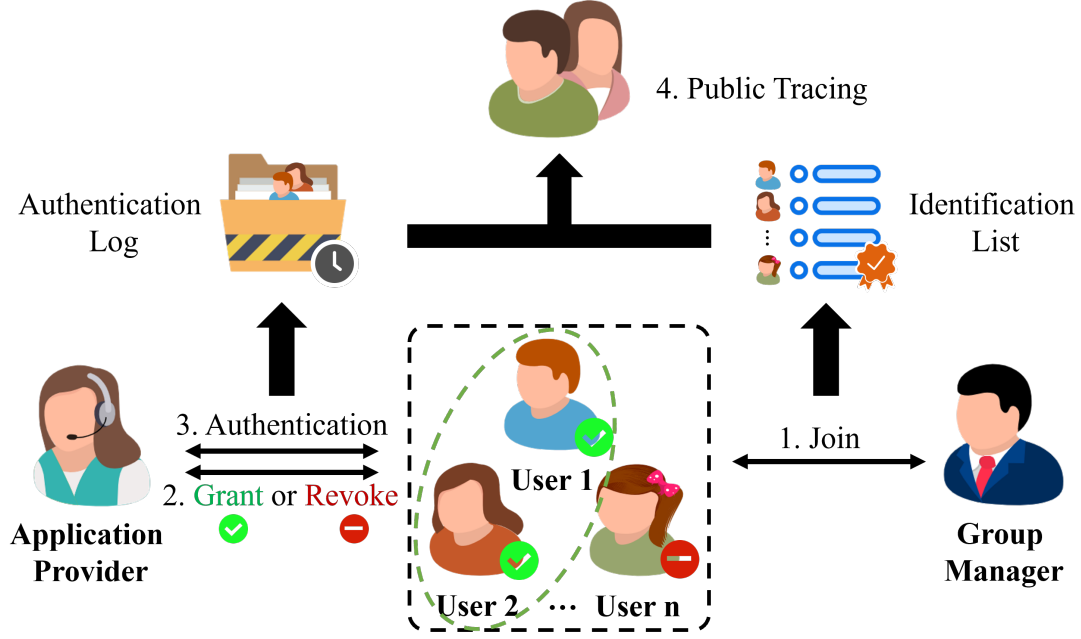 4. Public Tracing
Authentication
Log
Identification
List
3. Authentication
2. Grant or Revoke
Application
Provider
User 1
User 2 ... User n
1. Join
Group
Manager